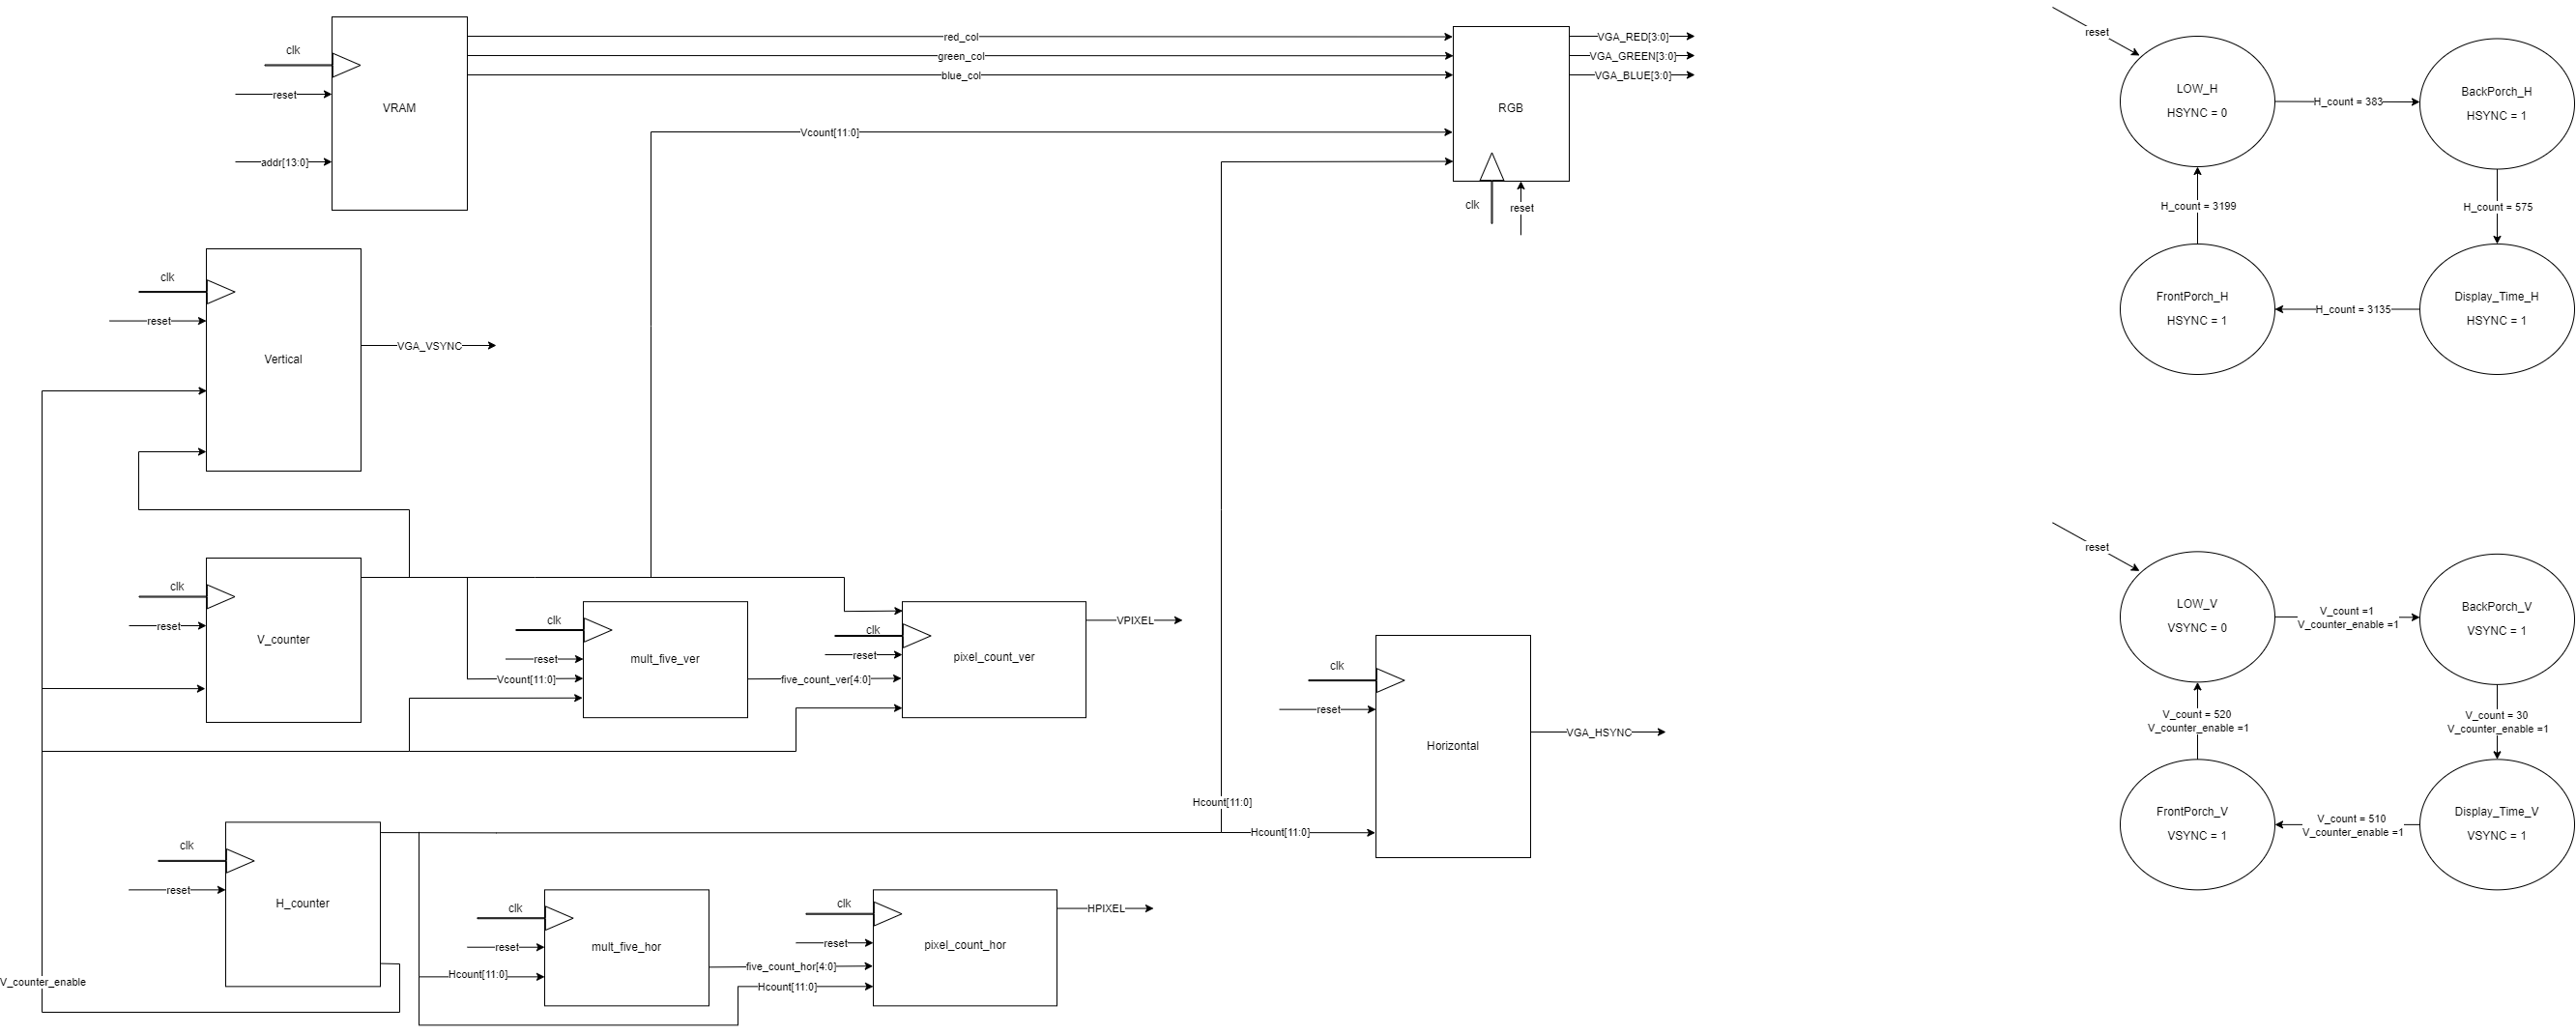 clk
reset
addr[13:0]
VRAM
red_col
green_col
blue_col
Vcount[11:0]
RGB
clk
reset
VGA_RED[3:0]
VGA_GREEN[3:0]
VGA_BLUE[3:0]
clk
reset
Vertical
VGA_VSYNC
clk
reset
V_counter
clk
reset
Vcount[11:0]
mult_five_ver
five_count_ver[4:0]
clk
reset
pixel_count_ver
VPIXEL
clk
reset
Horizontal
VGA_HSYNC
Hcount[11:0]
Hcount[11:0]
clk
reset
H_counter
V_counter_enable
clk
reset
Hcount[11:0]
mult_five_hor
five_count_hor[4:0]
Hcount[11:0]
clk
reset
pixel_count_hor
HPIXEL
reset
LOW_H
HSYNC = 0
H_count = 383
BackPorch_H
HSYNC = 1
H_count = 3199
H_count = 575
FrontPorch_H
HSYNC = 1
H_count = 3135
Display_Time_H
HSYNC = 1
reset
LOW_V
VSYNC = 0
V_count =1
V_counter_enable =1
BackPorch_V
VSYNC = 1
V_count = 520
V_counter_enable =1
V_count = 30
V_counter_enable =1
FrontPorch_V
VSYNC = 1
V_count = 510
V_counter_enable =1
Display_Time_V
VSYNC = 1